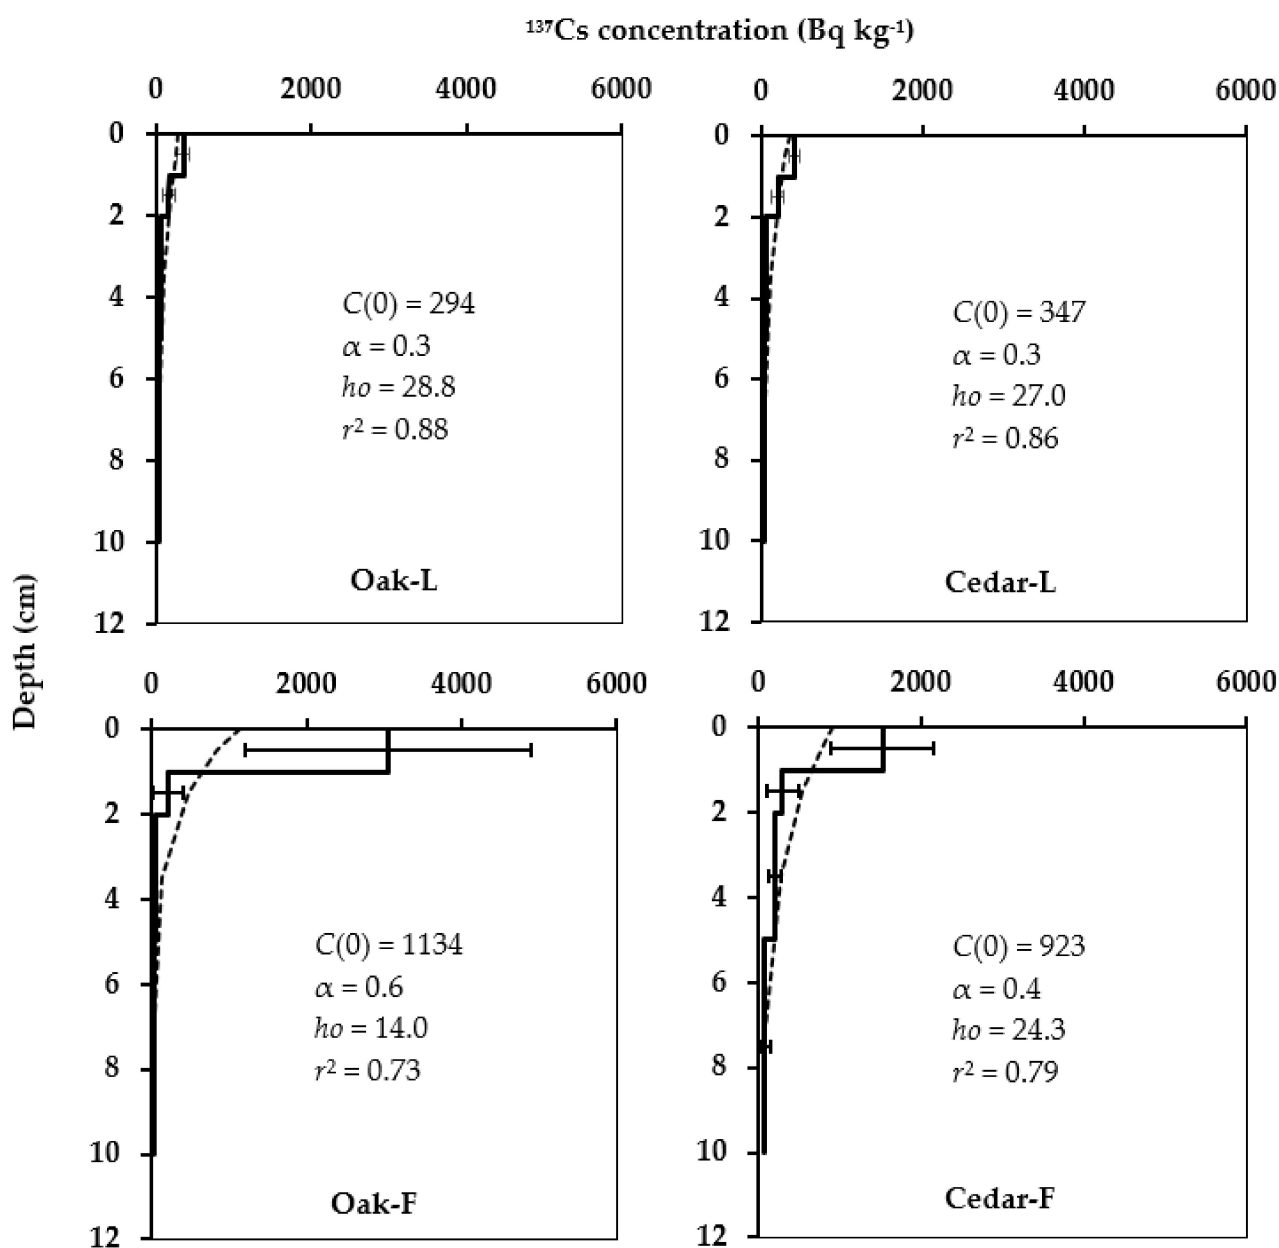 ¹³⁷Cs concentration (Bq kg⁻¹)
0 2000 4000 6000
0
2
4
6
8
10
12
C(0) = 294
α = 0.3
ho = 28.8
r² = 0.88
Oak-L
0 2000 4000 6000
0
2
4
6
8
10
12
C(0) = 347
α = 0.3
ho = 27.0
r² = 0.86
Cedar-L
Depth (cm)
0 2000 4000 6000
0
2
4
6
8
10
12
C(0) = 1134
α = 0.6
ho = 14.0
r² = 0.73
Oak-F
0 2000 4000 6000
0
2
4
6
8
10
12
C(0) = 923
α = 0.4
ho = 24.3
r² = 0.79
Cedar-F